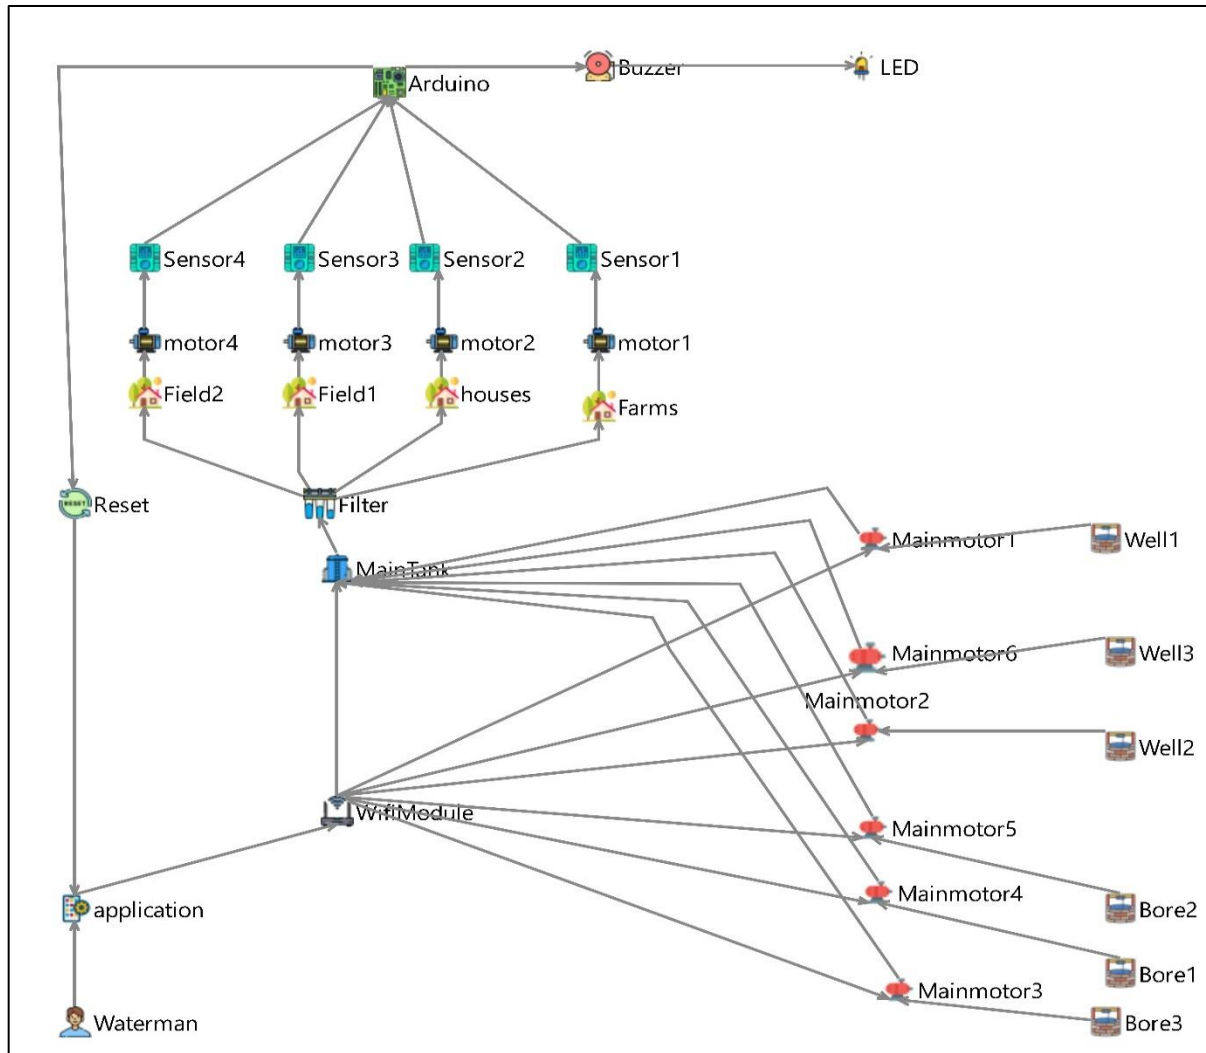 Arduino
Buzzer
LED
Sensor4
Sensor3
Sensor2
Sensor1
motor4
motor3
motor2
motor1
Field2
Field1
houses
Farms
RESET
Reset
Filter
Mainmotor1
Well1
MainTank
Mainmotor6
Well3
Mainmotor2
Well2
WifiModule
Mainmotor5
Mainmotor4
application
Bore2
Bore1
Mainmotor3
Waterman
Bore3